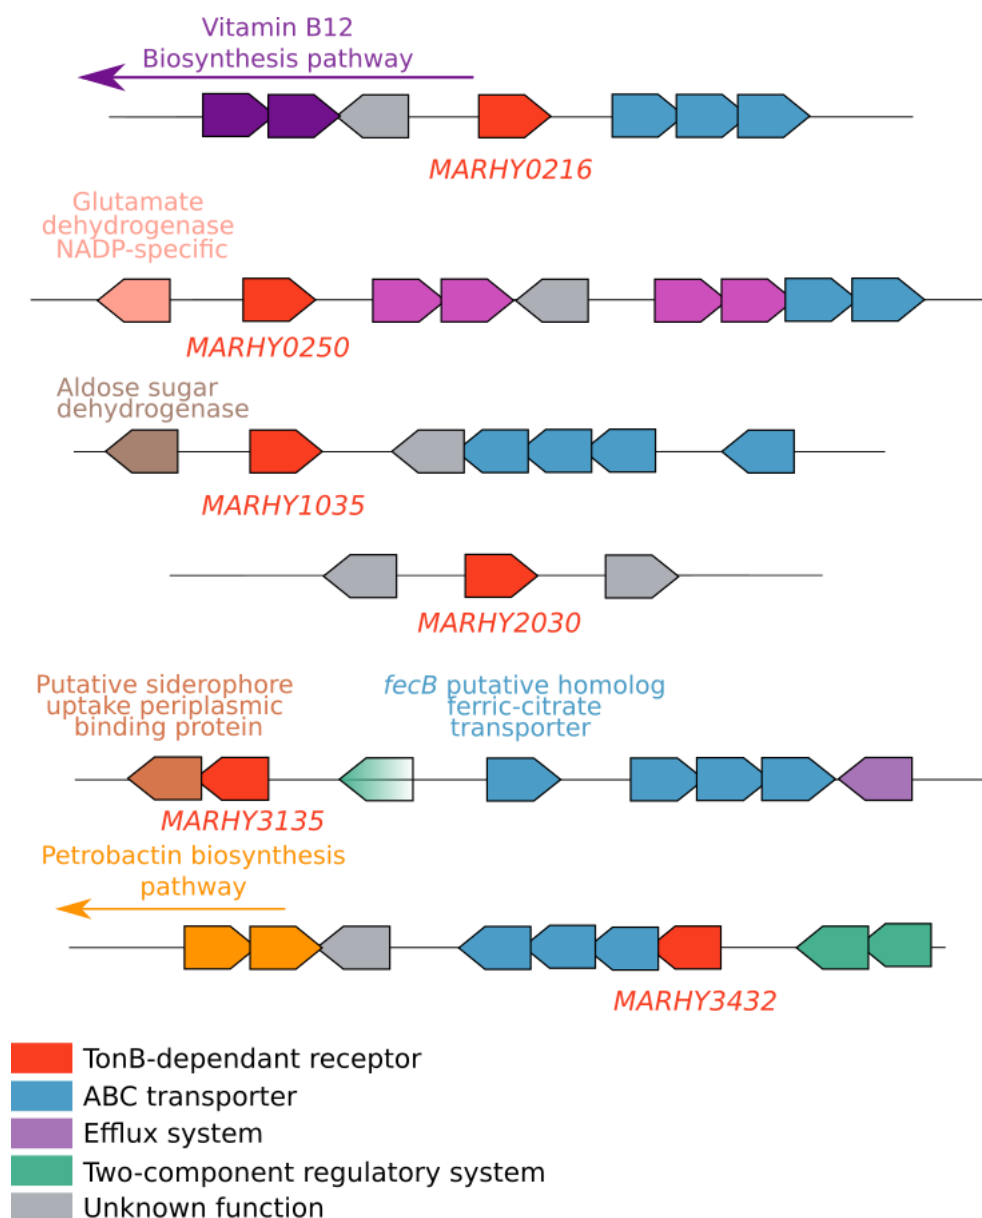 Vitamin B12
Biosynthesis pathway
MARHY0216
Glutamate
dehydrogenase
NADP-specific
MARHY0250
Aldose sugar
dehydrogenase
MARHY1035
MARHY2030
Putative siderophore
uptake periplasmic
binding protein
fecB putative homolog
ferric-citrate
transporter
MARHY3135
Petrobactin biosynthesis
pathway
MARHY3432
TonB-dependant receptor
ABC transporter
Efflux system
Two-component regulatory system
Unknown function